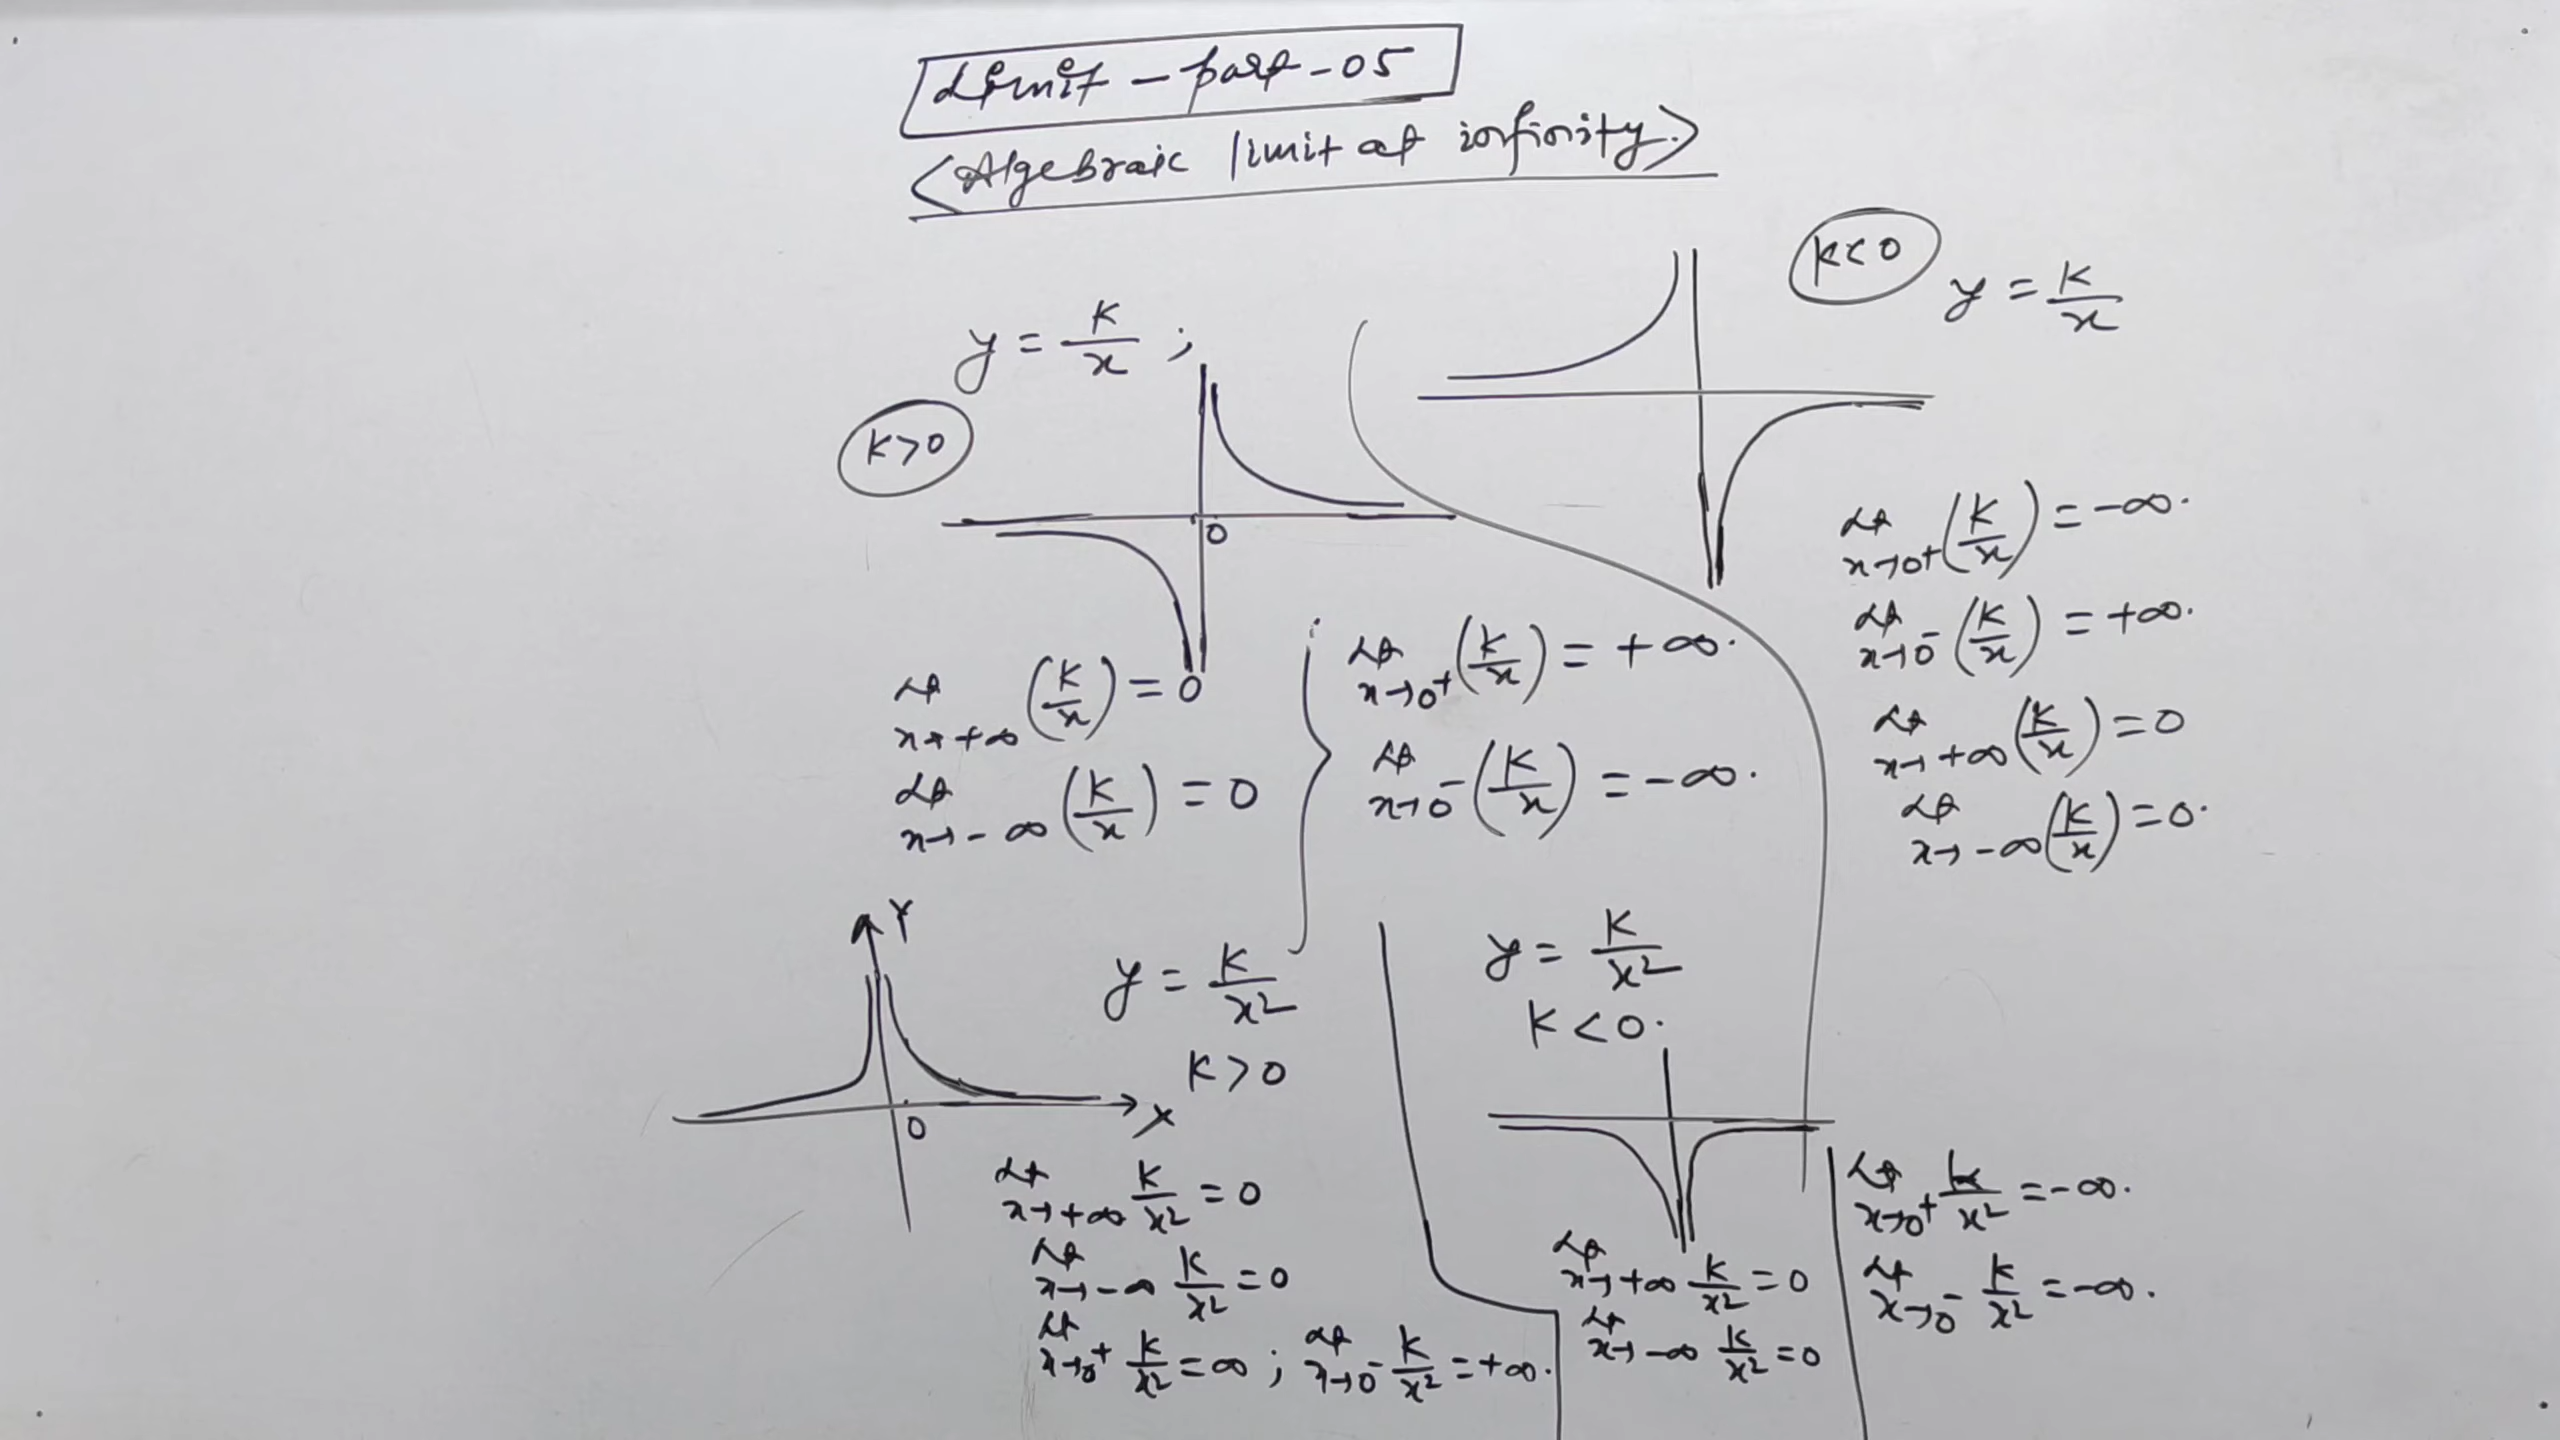 Limit - part - 05
<Algebraic limit at infinity.>
y = k/x ;
k>0
0
Lt x→+∞ (k/x) = 0
Lt x→-∞ (k/x) = 0
Lt x→0+ (k/x) = +∞.
Lt x→0- (k/x) = -∞.
k<0
y = k/x
Lt x→0+ (k/x) = -∞.
Lt x→0- (k/x) = +∞.
Lt x→+∞ (k/x) = 0
Lt x→-∞ (k/x) = 0.
Y
X
0
y = k/x²
k>0
Lt x→+∞ k/x² = 0
Lt x→-∞ k/x² = 0
Lt x→0+ k/x² = ∞ ; Lt x→0- k/x² = +∞.
y = k/x²
k<0.
Lt x→+∞ k/x² = 0
Lt x→-∞ k/x² = 0
Lt x→0+ k/x² = -∞.
Lt x→0- k/x² = -∞.